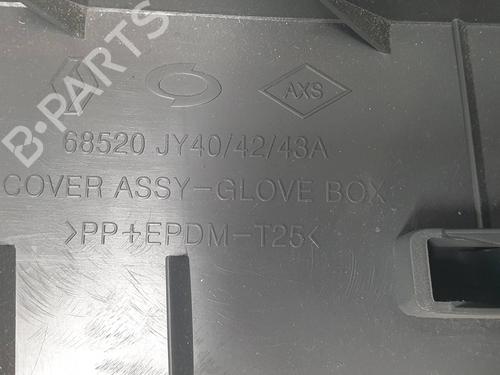 B-PARTS
AXS
68520 JY40/42/43A
COVER ASSY-GLOVE BOX
>PP+EPDM-T25<